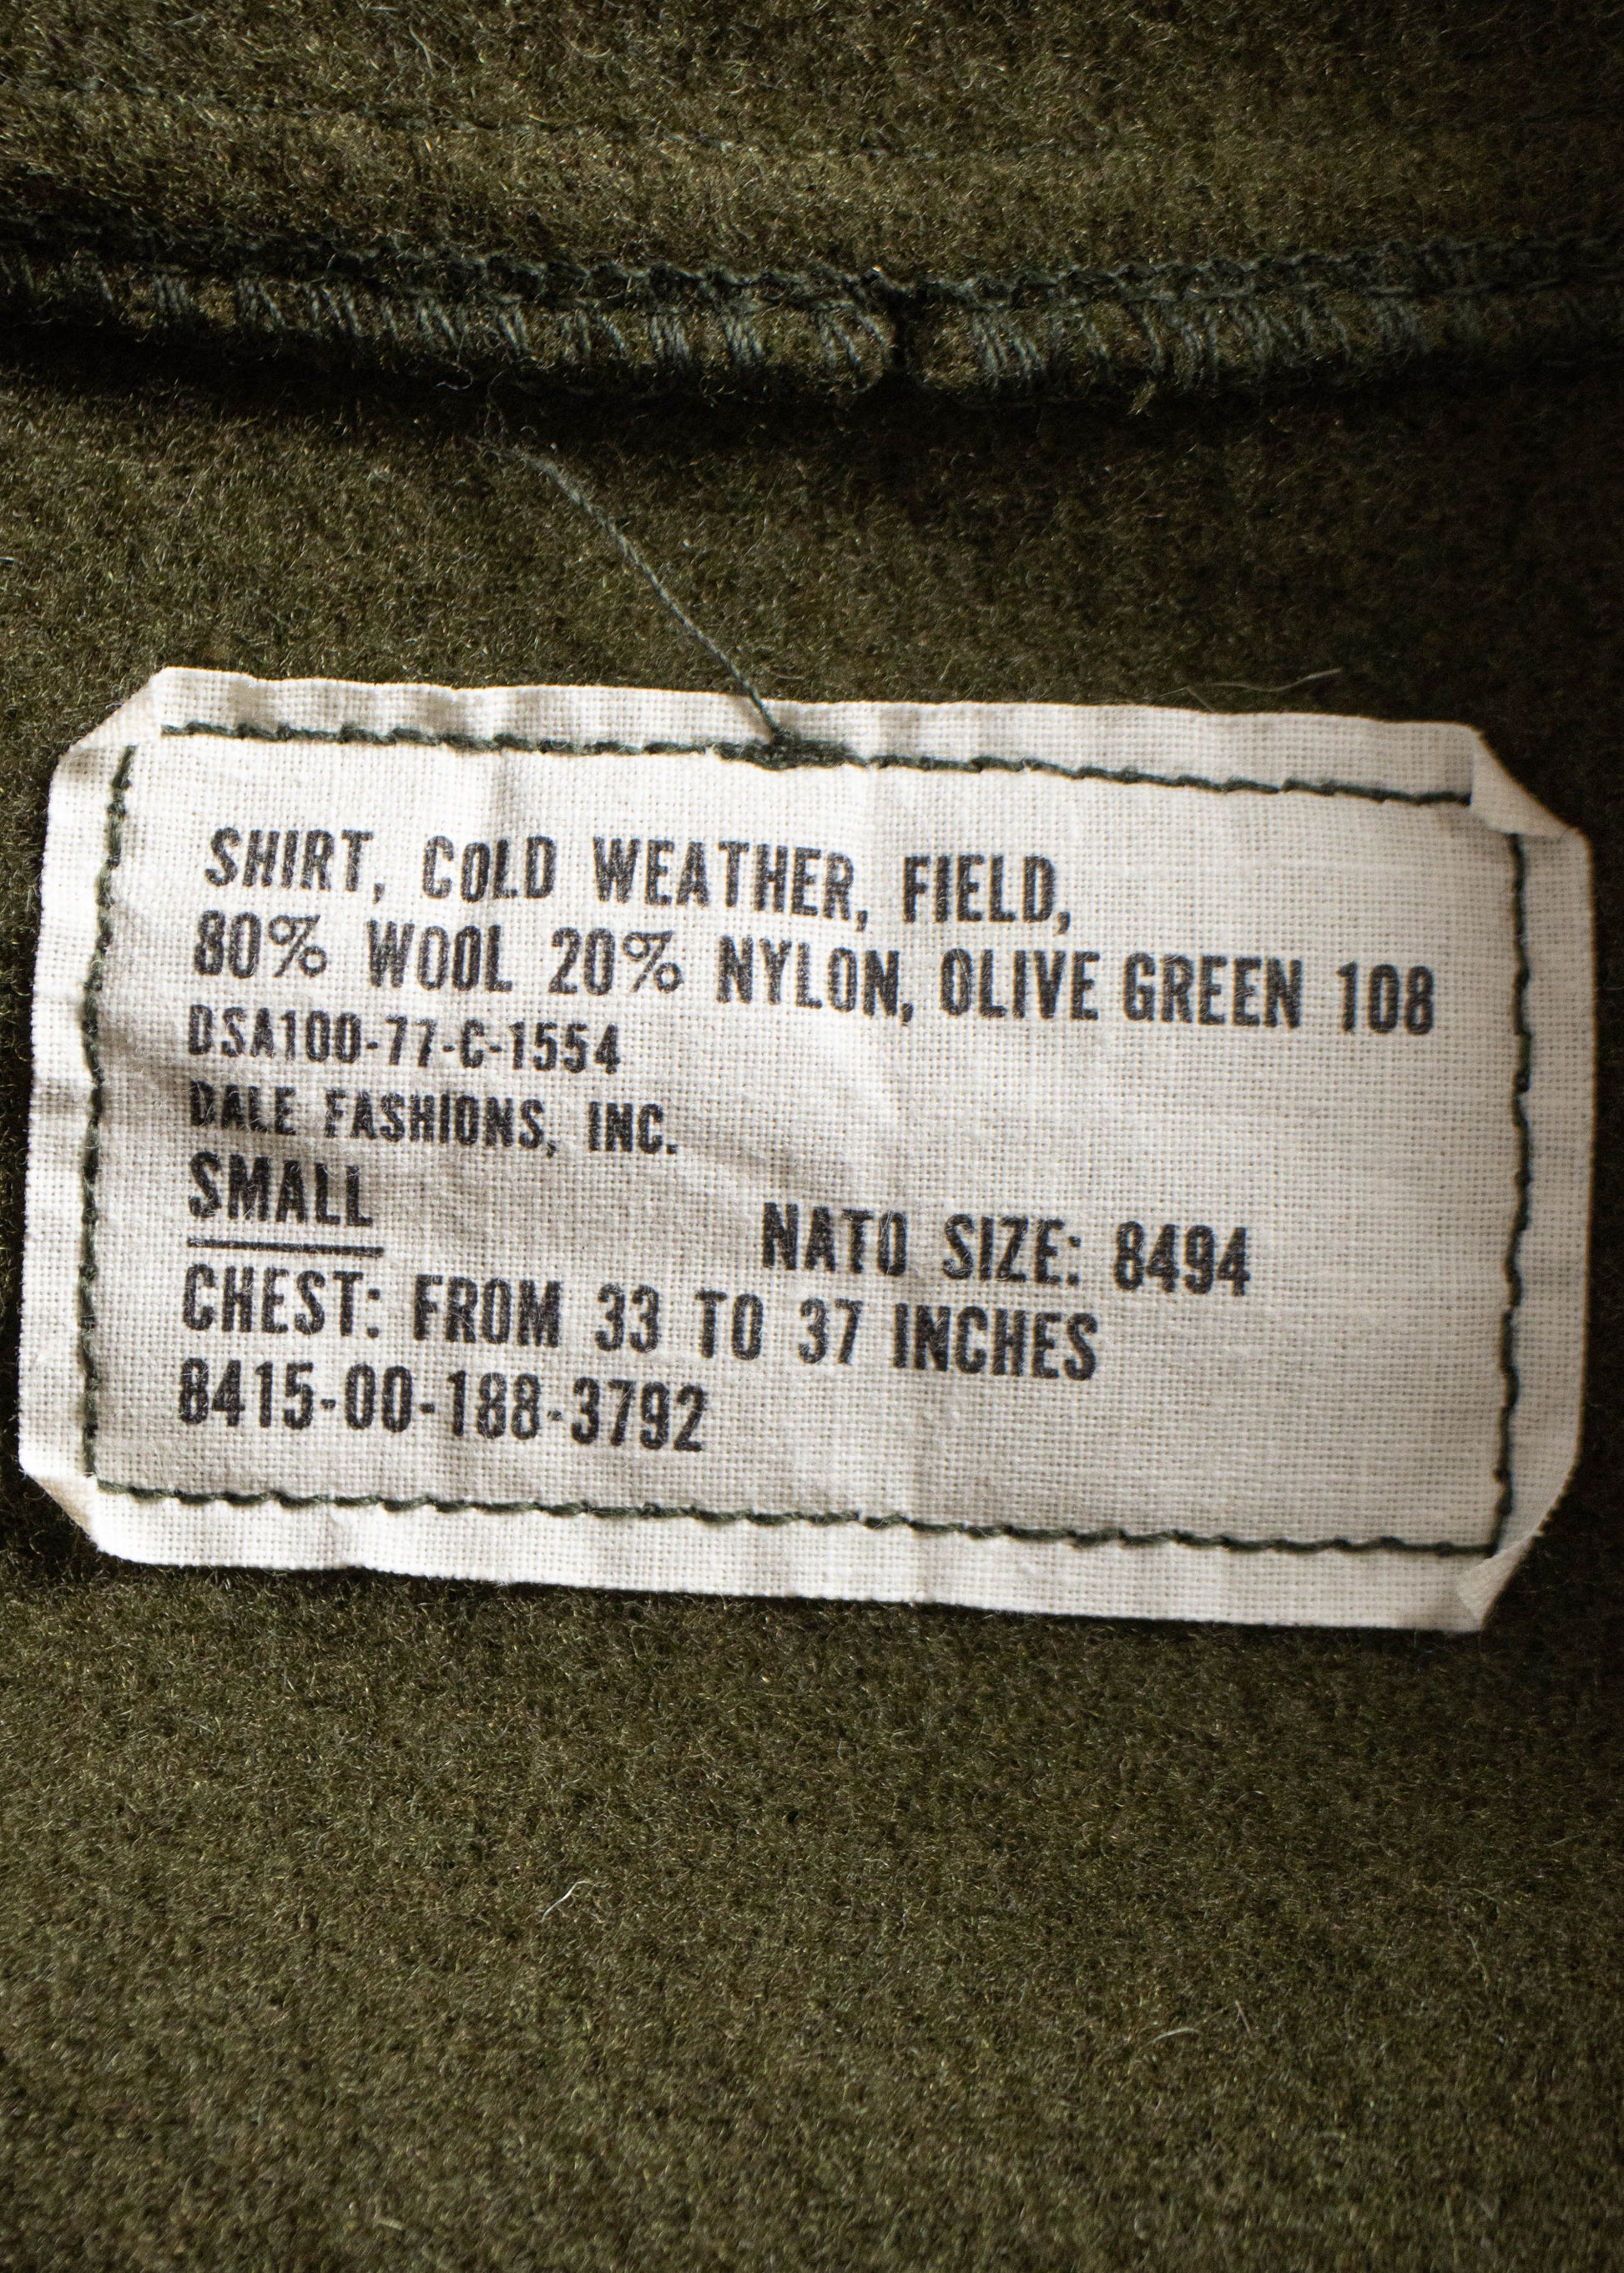 SHIRT, COLD WEATHER, FIELD,
80% WOOL 20% NYLON, OLIVE GREEN 108
DSA100-77-C-1554
DALE FASHIONS, INC.
SMALL NATO SIZE: 8494
CHEST: FROM 33 TO 37 INCHES
8415-00-188-3792